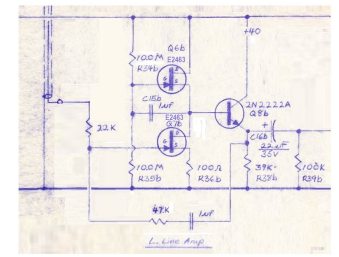 Q6b
E2463
+40
10.0M
R34b
D
G
S
C15b
1uF
2N2222A
Q8b
E2463
Q7b
22K
D
G
S
+
C16b
22uF
35V
10.0M
R35b
100Ω
R36b
39K
R38b
100K
R39b
47K
1uF
L. Line Amp